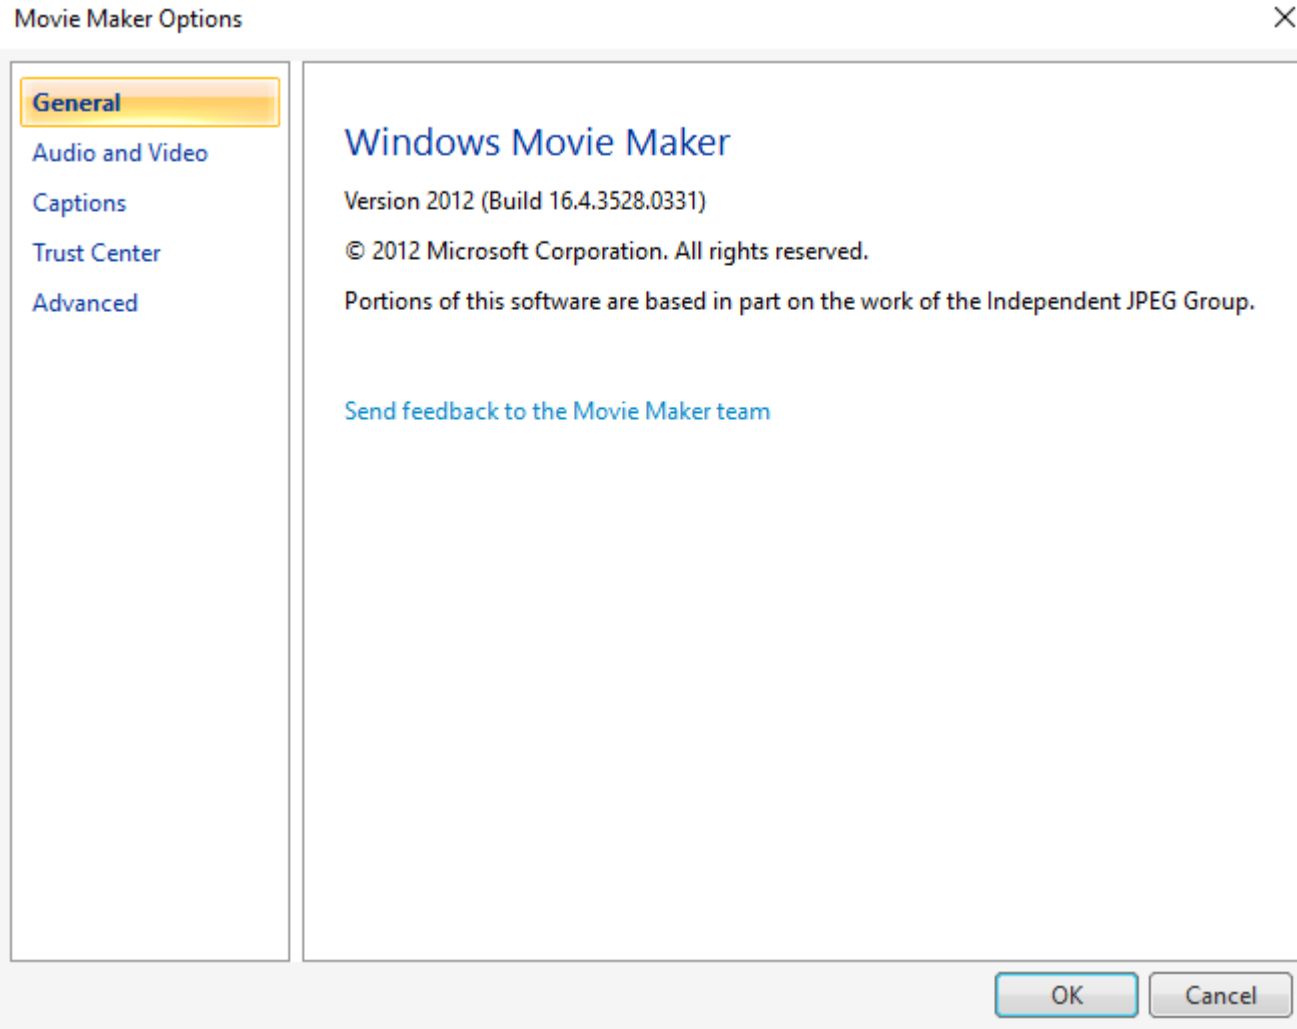 Movie Maker Options
General
Audio and Video
Captions
Trust Center
Advanced
Windows Movie Maker
Version 2012 (Build 16.4.3528.0331)
© 2012 Microsoft Corporation. All rights reserved.
Portions of this software are based in part on the work of the Independent JPEG Group.
Send feedback to the Movie Maker team
OK
Cancel